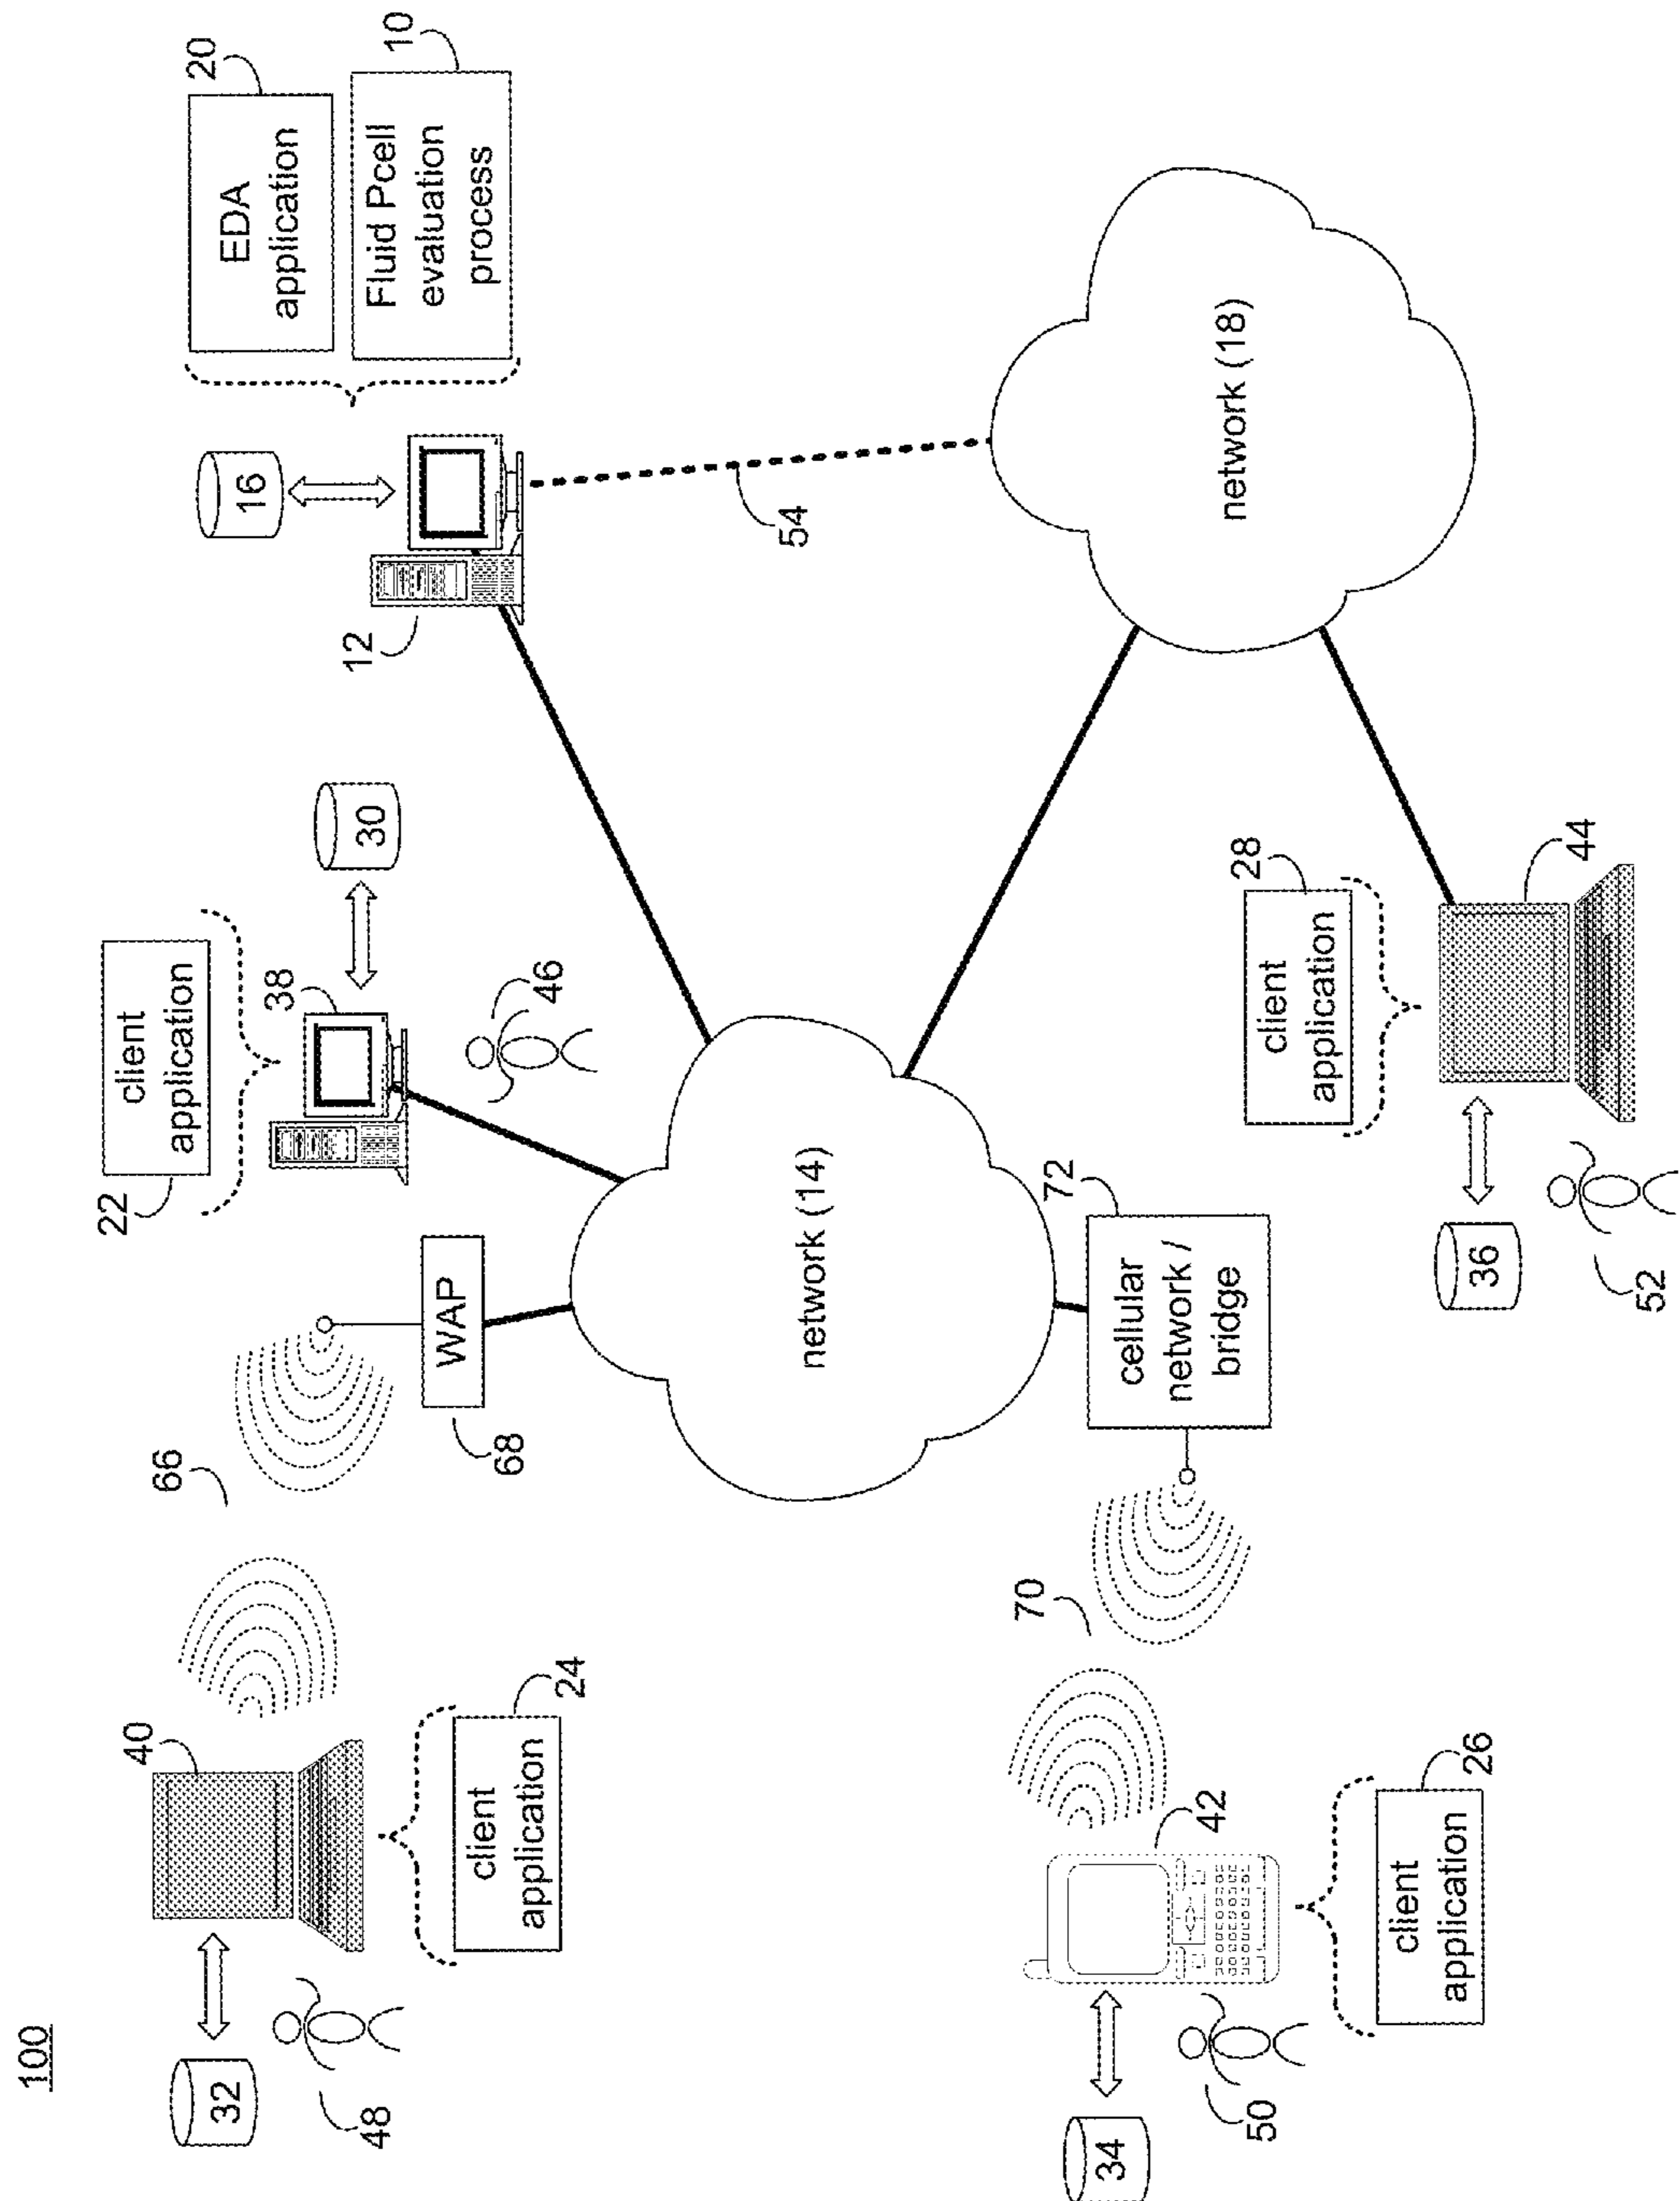 100
32
48
40
client
application
24
66
WAP
68
22
client
application
38
30
46
16
12
20
EDA
application
10
Fluid Pcell
evaluation
process
54
network (14)
network (18)
34
50
42
client
application
26
70
72
cellular
network /
bridge
28
client
application
44
36
52